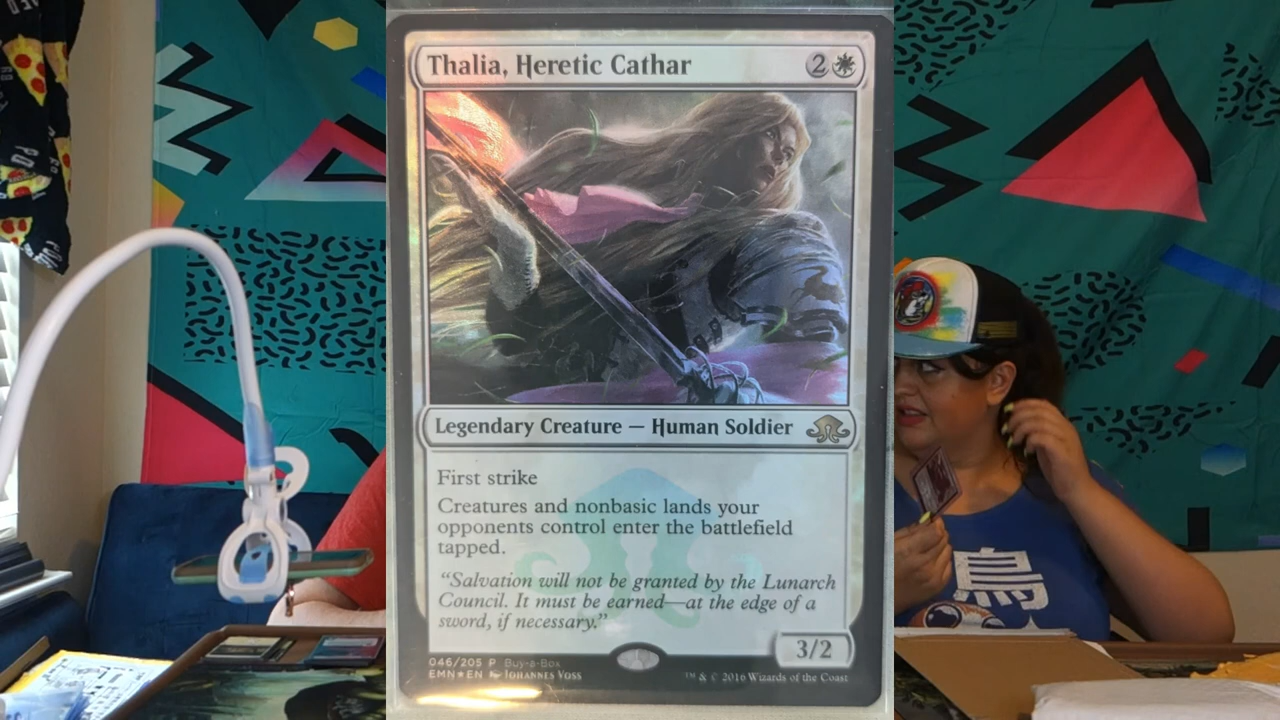 Thalia, Heretic Cathar
2
Legendary Creature — Human Soldier
First strike
Creatures and nonbasic lands your
opponents control enter the battlefield
tapped.
“Salvation will not be granted by the Lunarch
Council. It must be earned—at the edge of a
sword, if necessary.”
3/2
046/205 P Buy-a-Box
EMN★EN Johannes Voss
™ & © 2016 Wizards of the Coast
鳥